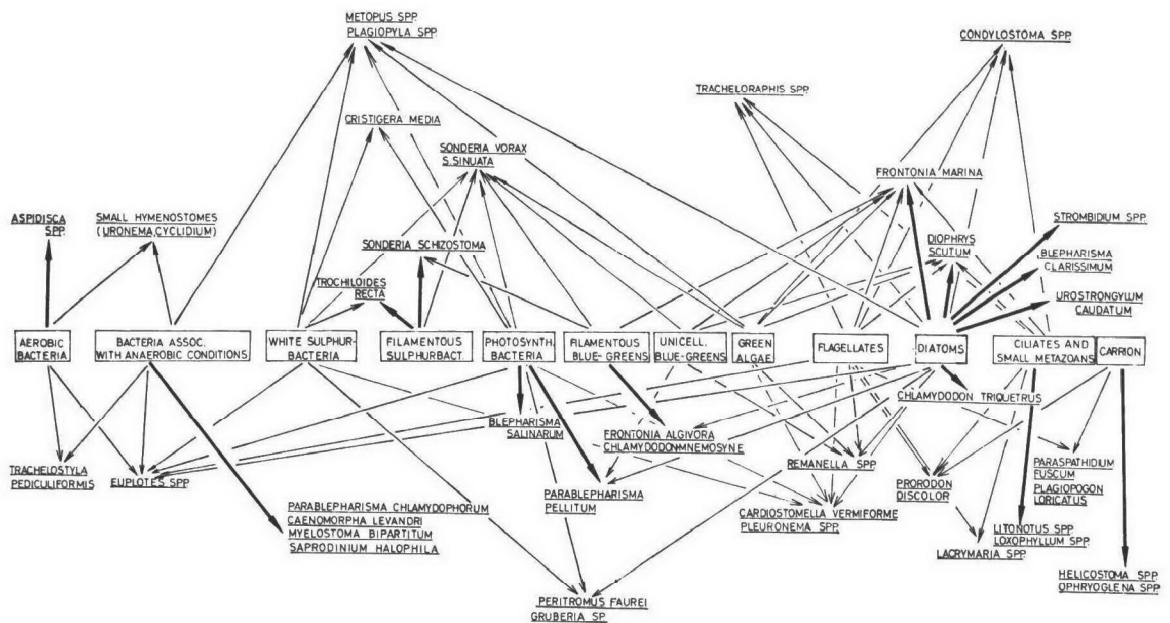 METOPUS SPP.
PLAGIOPYLA SPP.
CONDYLOSTOMA SPP.
TRACHELORAPHIS SPP.
CRISTIGERA MEDIA
SONDERIA VORAX
S.SINUATA
FRONTONIA MARINA
ASPIDISCA
SPP.
SMALL HYMENOSTOMES
(URONEMA,CYCLIDIUM)
STROMBIDIUM SPP.
SONDERIA SCHIZOSTOMA
DIOPHRYS
SCUTUM
BLEPHARISMA
CLARISSIMUM
TROCHILOIDES
RECTA
UROSTRONGYLUM
CAUDATUM
AEROBIC
BACTERIA
BACTERIA ASSOC.
WITH ANAEROBIC CONDITIONS
WHITE SULPHUR-
BACTERIA
FILAMENTOUS
SULPHURBACT.
PHOTOSYNTH.
BACTERIA
FILAMENTOUS
BLUE-GREENS
UNICELL.
BLUE-GREENS
GREEN
ALGAE
FLAGELLATES
DIATOMS
CILIATES AND
SMALL METAZOANS
CARRION
CHLAMYDODON TRIQUETRUS
BLEPHARISMA
SALINARUM
FRONTONIA ALGIVORA
CHLAMYDODON MNEMOSYNE
TRACHELOSTYLA
PEDICULIFORMIS
EUPLOTES SPP.
REMANELLA SPP.
PRORODON
DISCOLOR
PARASPATHIDIUM
FUSCUM
PLAGIOPOGON
LORICATUS
PARABLEPHARISMA
PELLITUM
PARABLEPHARISMA CHLAMYDOPHORUM
CAENOMORPHA LEVANDRI
MYELOSTOMA BIPARTITUM
SAPRODINIUM HALOPHILA
CARDIOSTOMELLA VERMIFORME
PLEURONEMA SPP.
LITONOTUS SPP.
LOXOPHYLLUM SPP.
LACRYMARIA SPP.
HELICOSTOMA SPP.
OPHRYOGLENA SPP.
PERITROMUS FAUREI
GRUBERIA SP.